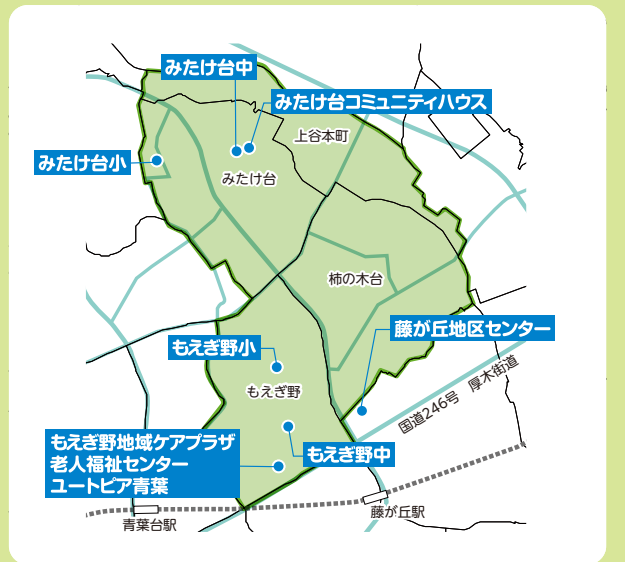 みたけ台中
みたけ台コミュニティハウス
上谷本町
みたけ台小
みたけ台
柿の木台
藤が丘地区センター
もえぎ野小
国道246号 厚木街道
もえぎ野
もえぎ野地域ケアプラザ
老人福祉センター
ユートピア青葉
もえぎ野中
藤が丘駅
青葉台駅